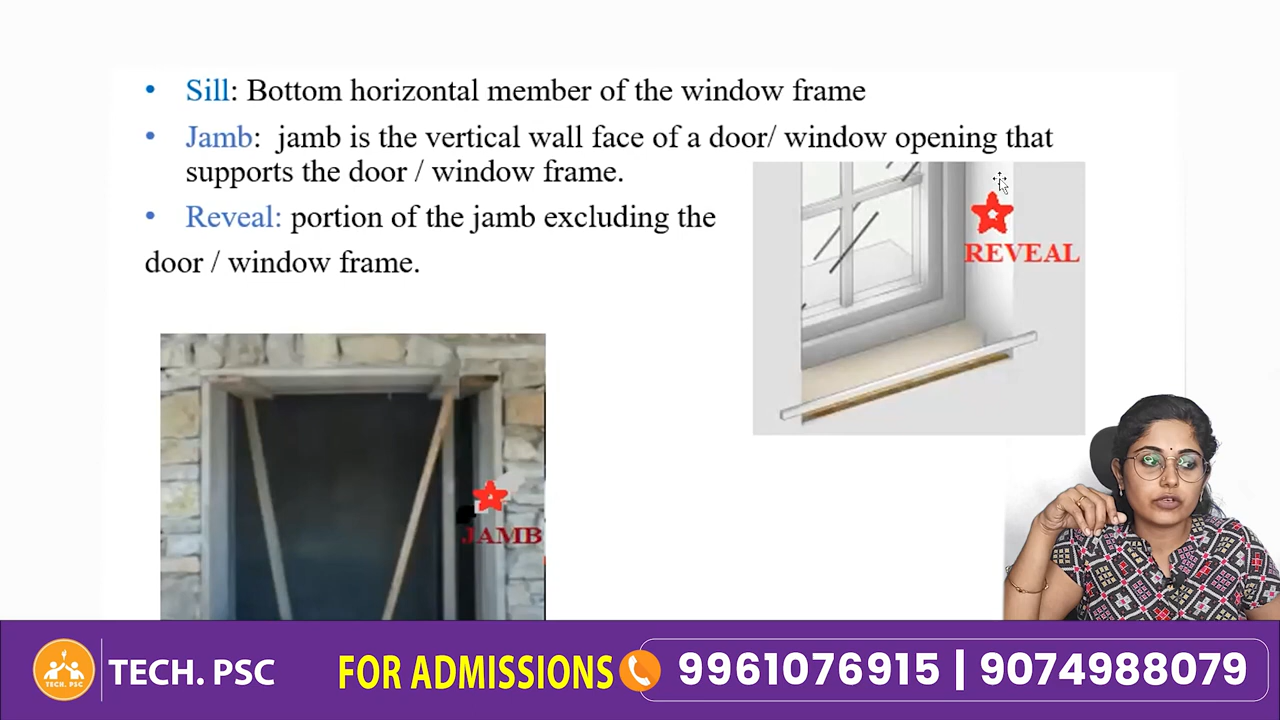 • Sill: Bottom horizontal member of the window frame
• Jamb: jamb is the vertical wall face of a door/ window opening that
supports the door / window frame.
• Reveal: portion of the jamb excluding the
door / window frame.
REVEAL
JAMB
TECH. PSC
TECH. PSC
FOR ADMISSIONS
9961076915 | 9074988079